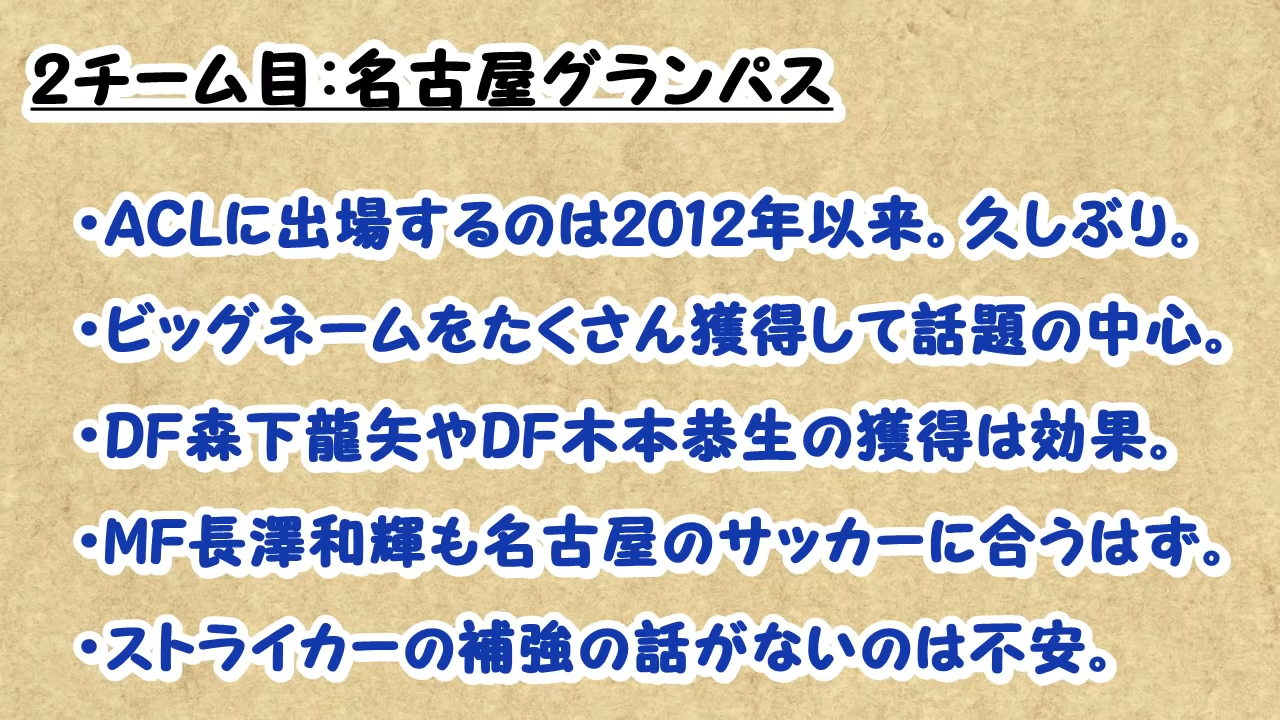 2チーム目：名古屋グランパス
・ACLに出場するのは2012年以来。久しぶり。
・ビッグネームをたくさん獲得して話題の中心。
・DF森下龍矢やDF木本恭生の獲得は効果。
・MF長澤和輝も名古屋のサッカーに合うはず。
・ストライカーの補強の話がないのは不安。